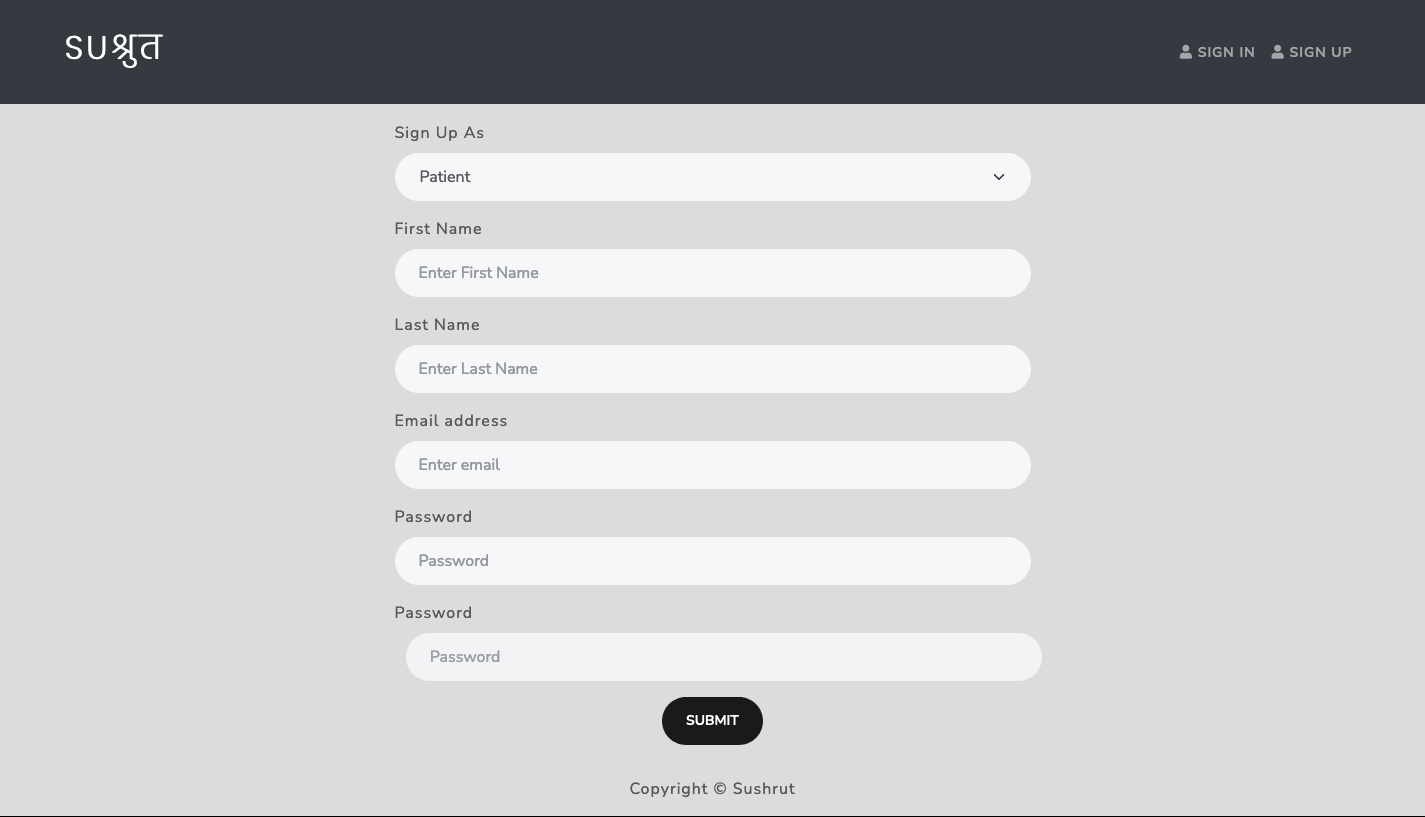 suश्रुत
SIGN IN SIGN UP
Sign Up As
Patient
First Name
Enter First Name
Last Name
Enter Last Name
Email address
Enter email
Password
Password
Password
Password
SUBMIT
Copyright © Sushrut